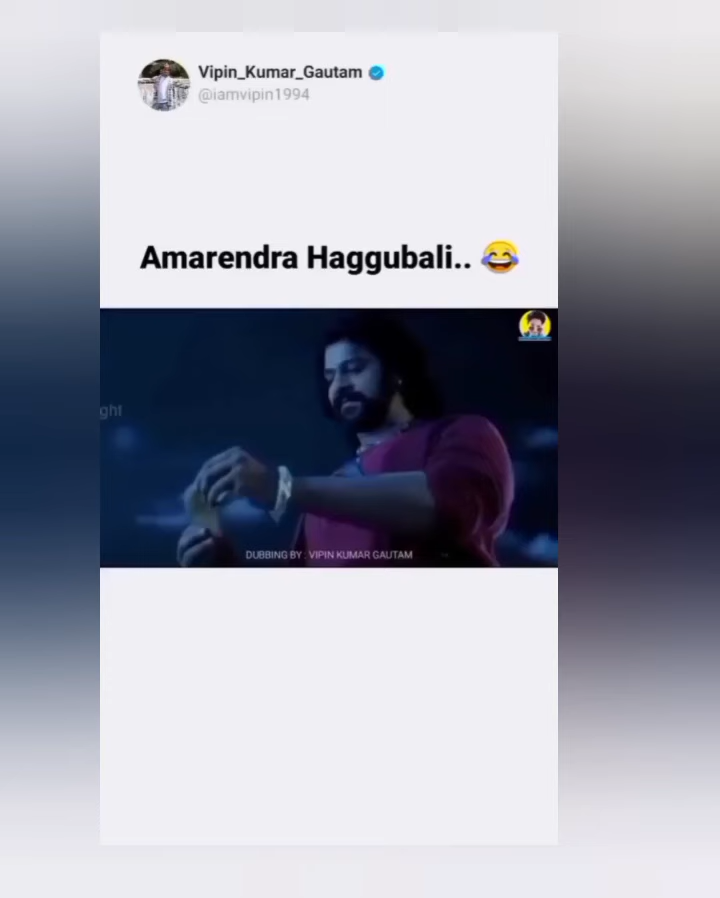 Vipin_Kumar_Gautam
@iamvipin1994
Amarendra Haggubali.. 😂
ght
DUBBING BY : VIPIN KUMAR GAUTAM